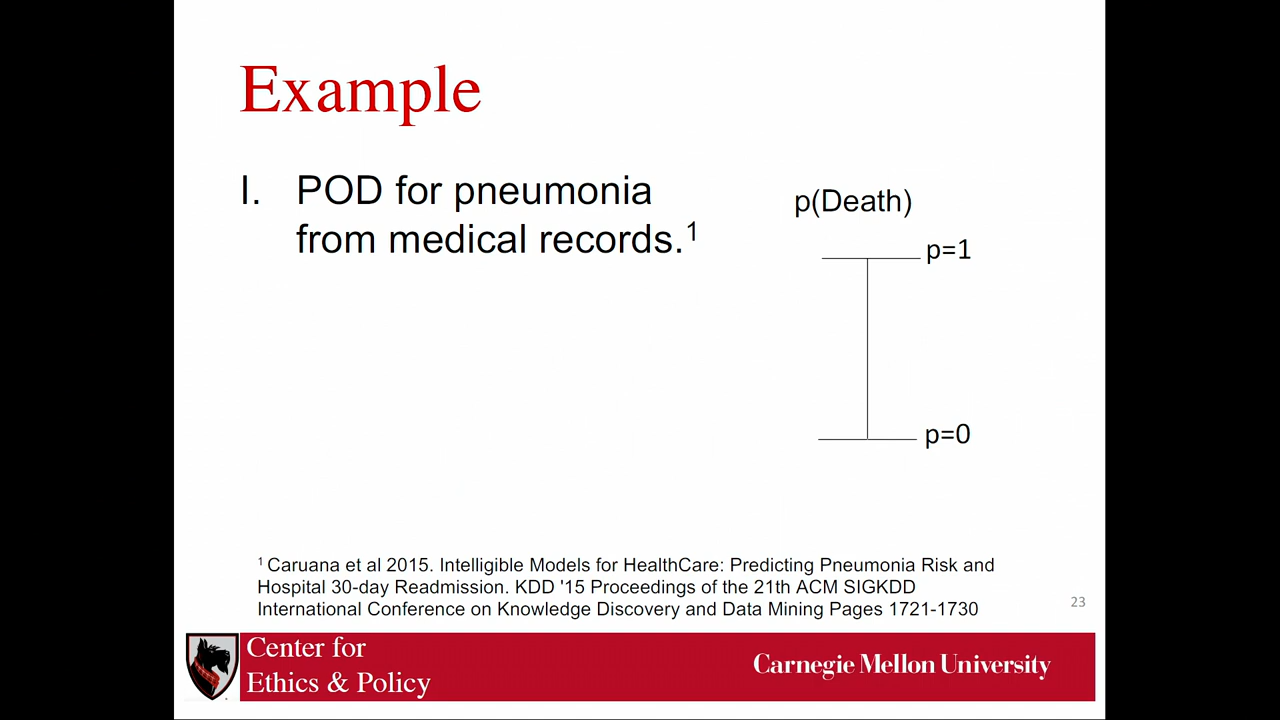 Example
I. POD for pneumonia
from medical records.¹
p(Death)
p=1
p=0
¹ Caruana et al 2015. Intelligible Models for HealthCare: Predicting Pneumonia Risk and
Hospital 30-day Readmission. KDD '15 Proceedings of the 21th ACM SIGKDD
International Conference on Knowledge Discovery and Data Mining Pages 1721-1730
23
Center for
Ethics & Policy
Carnegie Mellon University